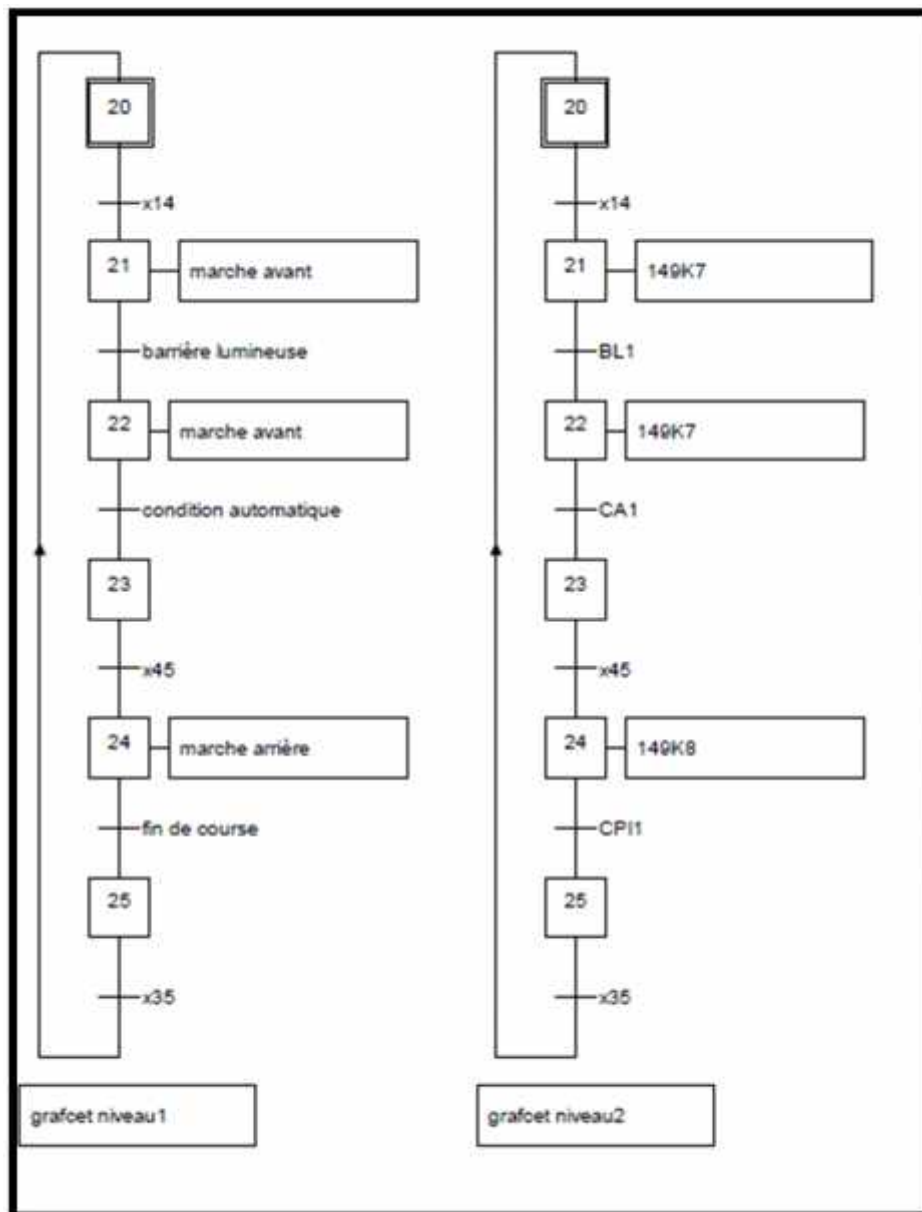 20
x14
21
marche avant
barrière lumineuse
22
marche avant
condition automatique
23
x45
24
marche arrière
fin de course
25
x35
grafcet niveau1
20
x14
21
149K7
BL1
22
149K7
CA1
23
x45
24
149K8
CPI1
25
x35
grafcet niveau2